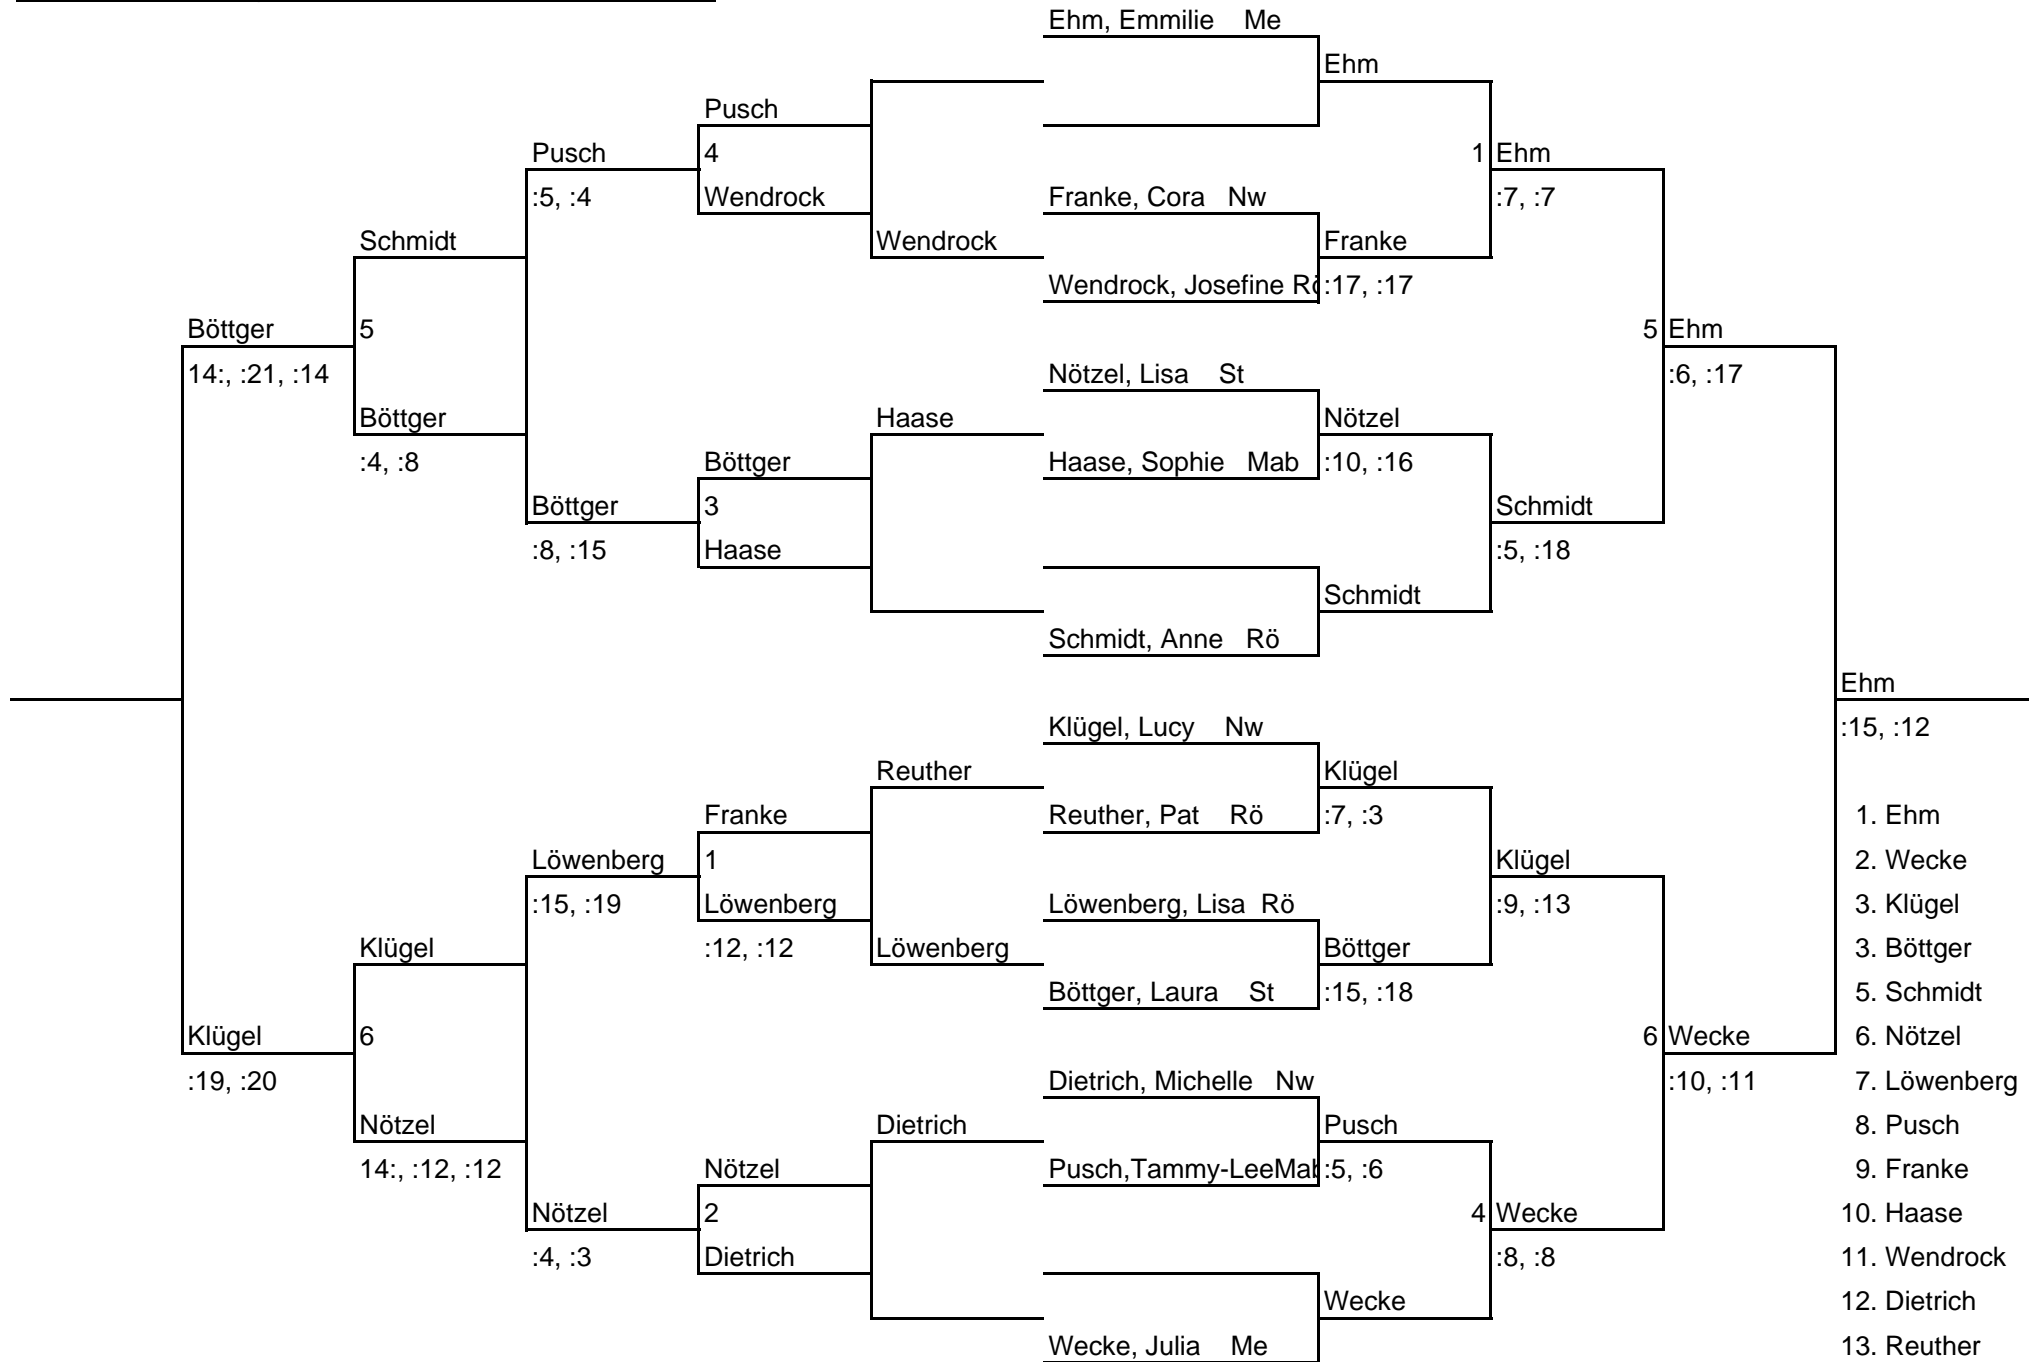 Ehm, Emmilie Me
Ehm
Pusch
Pusch 4 1 Ehm
:5, :4 Wendrock Franke, Cora Nw :7, :7
Schmidt Wendrock Franke
Wendrock, Josefine Rö :17, :17
Böttger 5 5 Ehm
14:, :21, :14 Nötzel, Lisa St :6, :17
Böttger Haase Nötzel
:4, :8 Böttger Haase, Sophie Mab :10, :16
Böttger 3 Schmidt
:8, :15 Haase :5, :18
Schmidt
Schmidt, Anne Rö
Ehm
Klügel, Lucy Nw :15, :12
Reuther Klügel
Franke Reuther, Pat Rö :7, :3 1. Ehm
Löwenberg 1 Klügel 2. Wecke
:15, :19 Löwenberg Löwenberg, Lisa Rö :9, :13 3. Klügel
Klügel :12, :12 Löwenberg Böttger 3. Böttger
Böttger, Laura St :15, :18 5. Schmidt
Klügel 6 6 Wecke 6. Nötzel
:19, :20 Dietrich, Michelle Nw :10, :11 7. Löwenberg
Nötzel Dietrich Pusch 8. Pusch
14:, :12, :12 Nötzel Pusch,Tammy-LeeMab :5, :6 9. Franke
Nötzel 2 4 Wecke 10. Haase
:4, :3 Dietrich :8, :8 11. Wendrock
Wecke 12. Dietrich
Wecke, Julia Me 13. Reuther